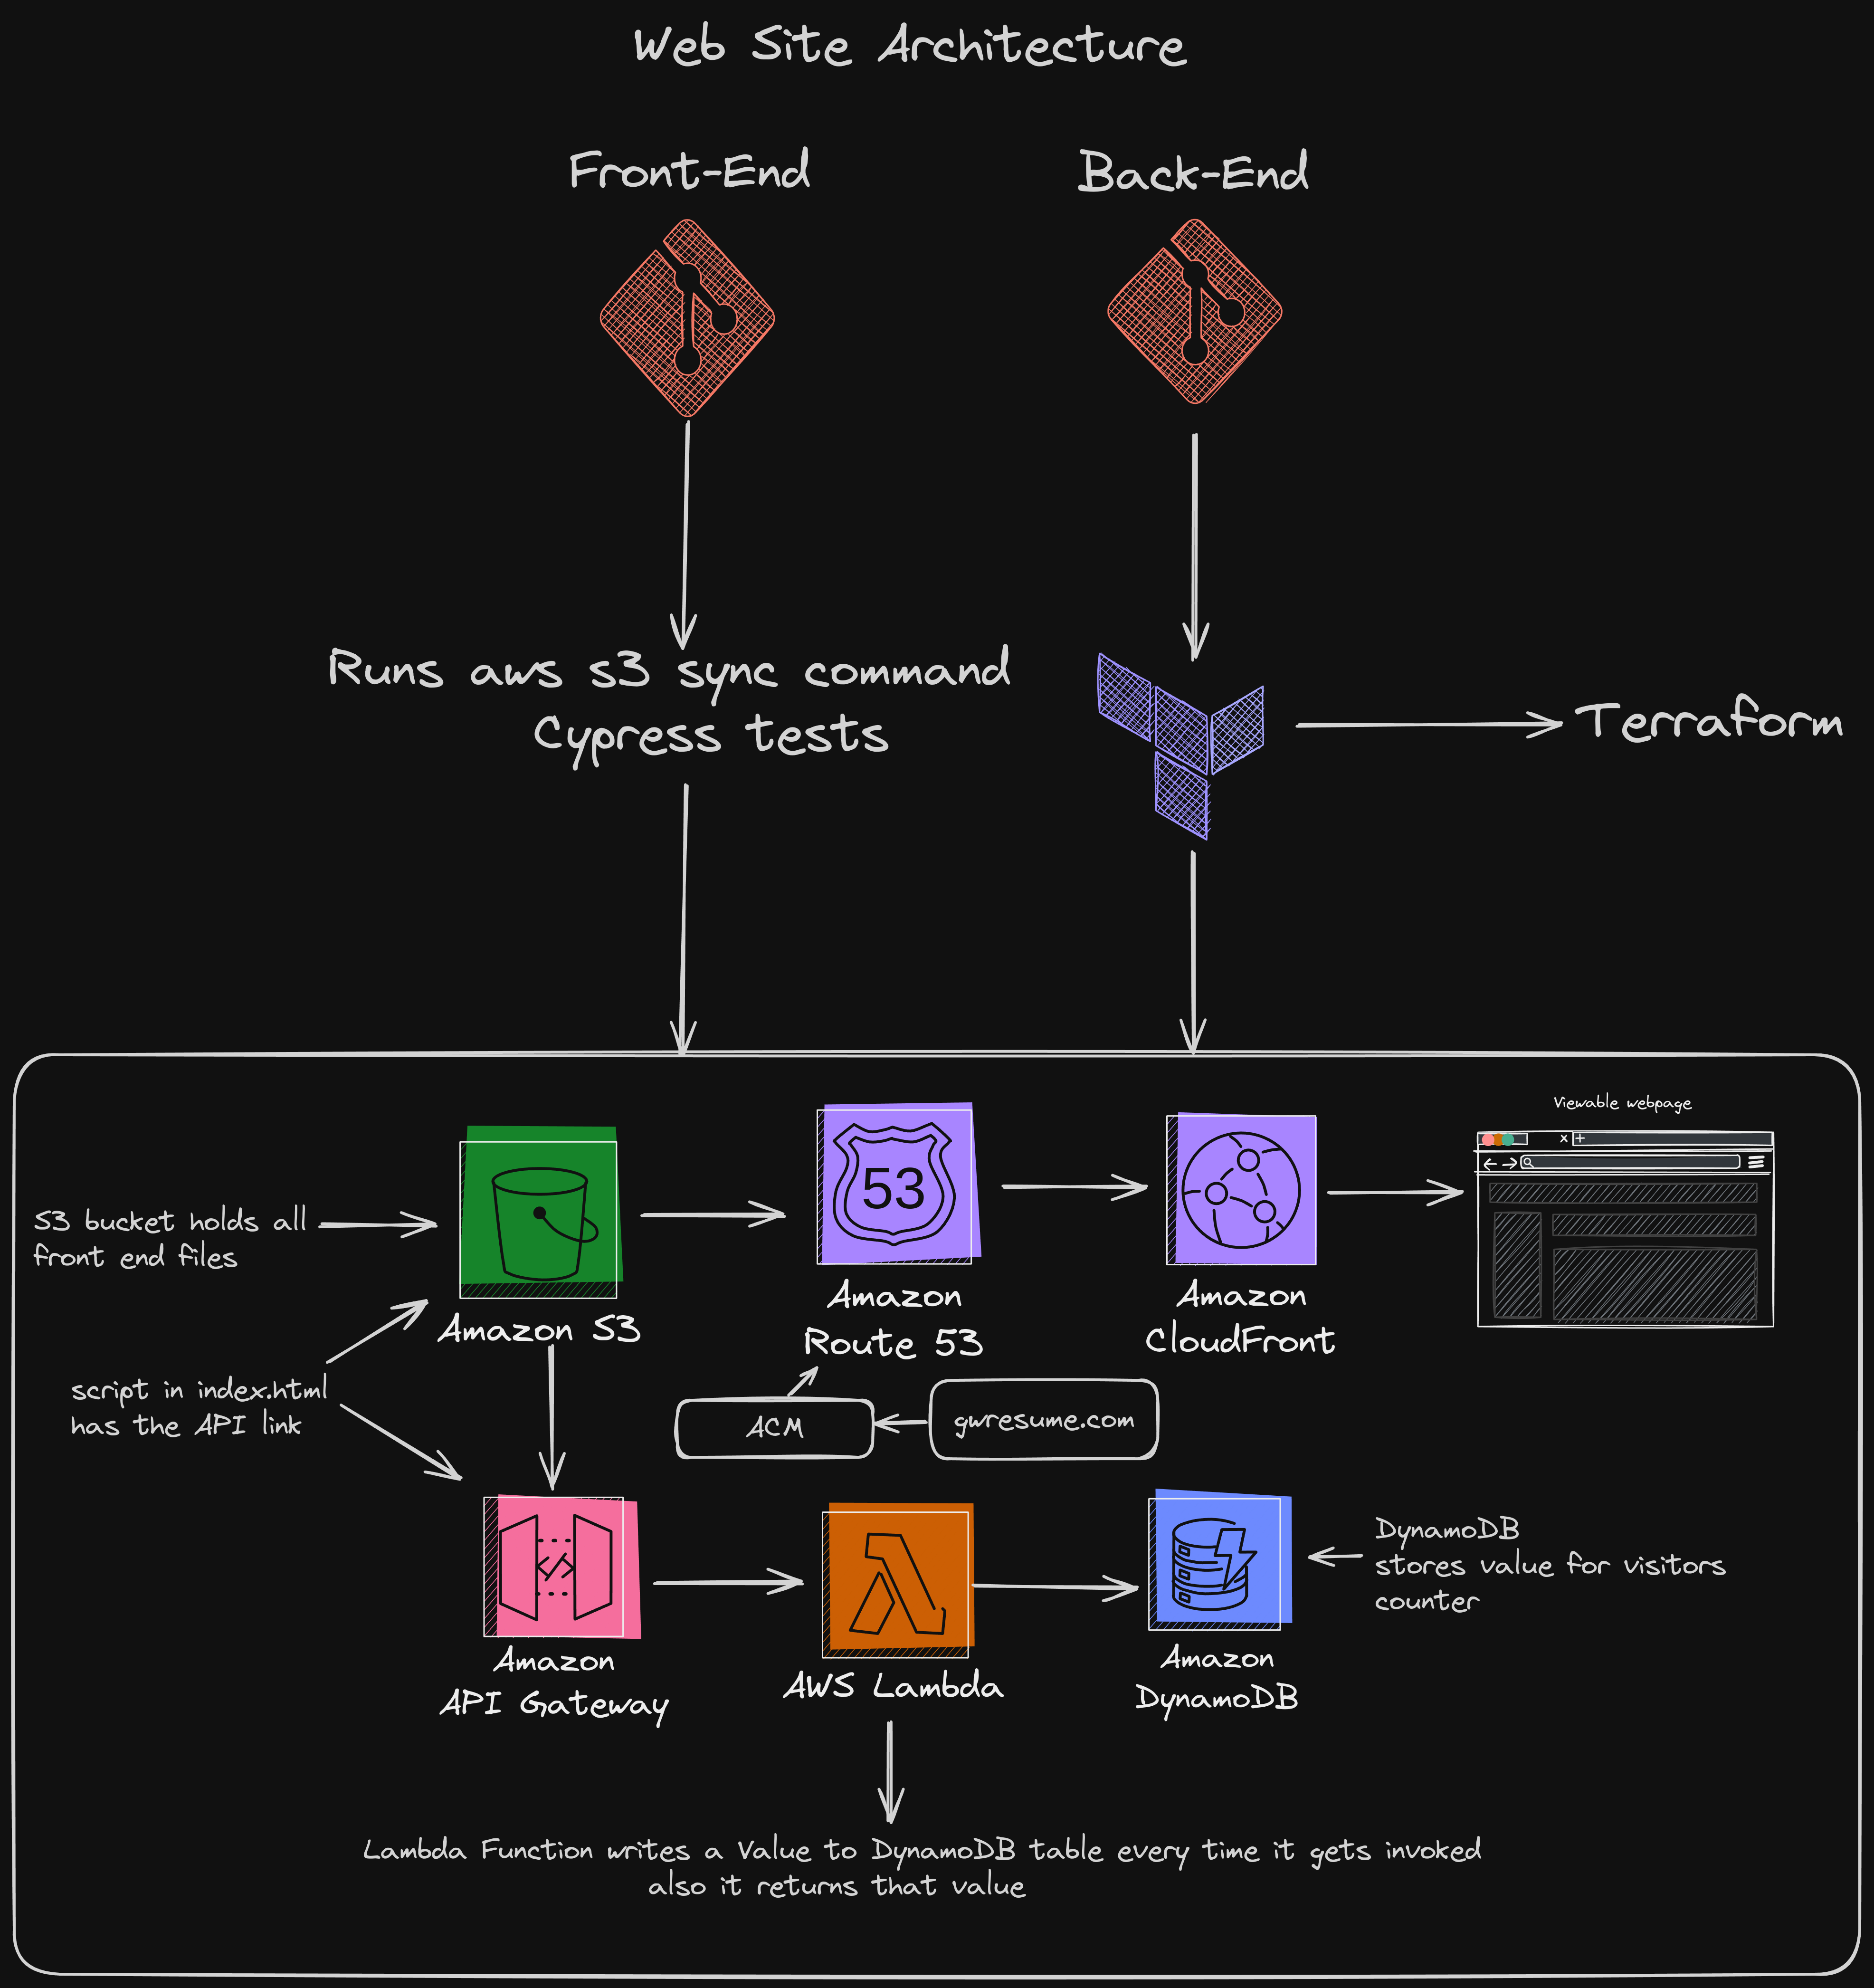 Web Site Architecture
Front-End
Back-End
Runs aws s3 sync command
Cypress tests
Terraform
Viewable webpage
53
S3 bucket holds all
front end files
Amazon S3
Amazon
Route 53
Amazon
CloudFront
script in index.html
has the API link
ACM
gwresume.com
DynamoDB
stores value for visitors
counter
Amazon
API Gateway
AWS Lambda
Amazon
DynamoDB
Lambda Function writes a Value to DynamoDB table every time it gets invoked
also it returns that value